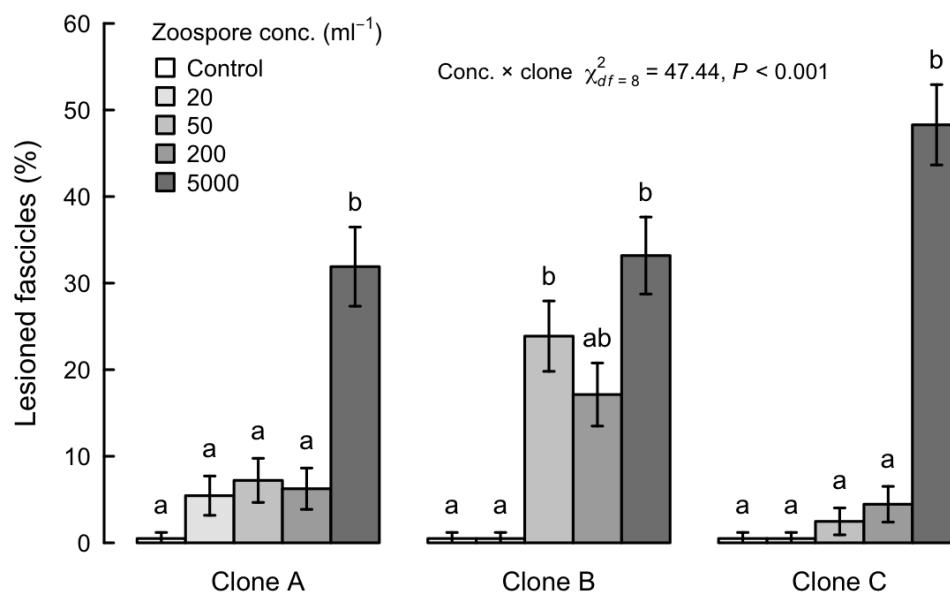 Lesioned fascicles (%)
60
50
40
30
20
10
0
Zoospore conc. (ml⁻¹)
Control
20
50
200
5000
Conc. × clone χ²df = 8 = 47.44, P < 0.001
a
a
a
a
b
a
a
b
ab
b
a
a
a
a
b
Clone A
Clone B
Clone C